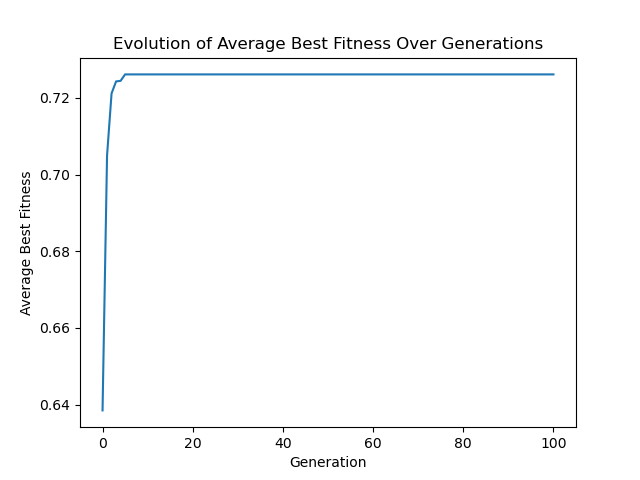 Evolution of Average Best Fitness Over Generations
0.72
0.70
0.68
0.66
0.64
Average Best Fitness
0 20 40 60 80 100
Generation